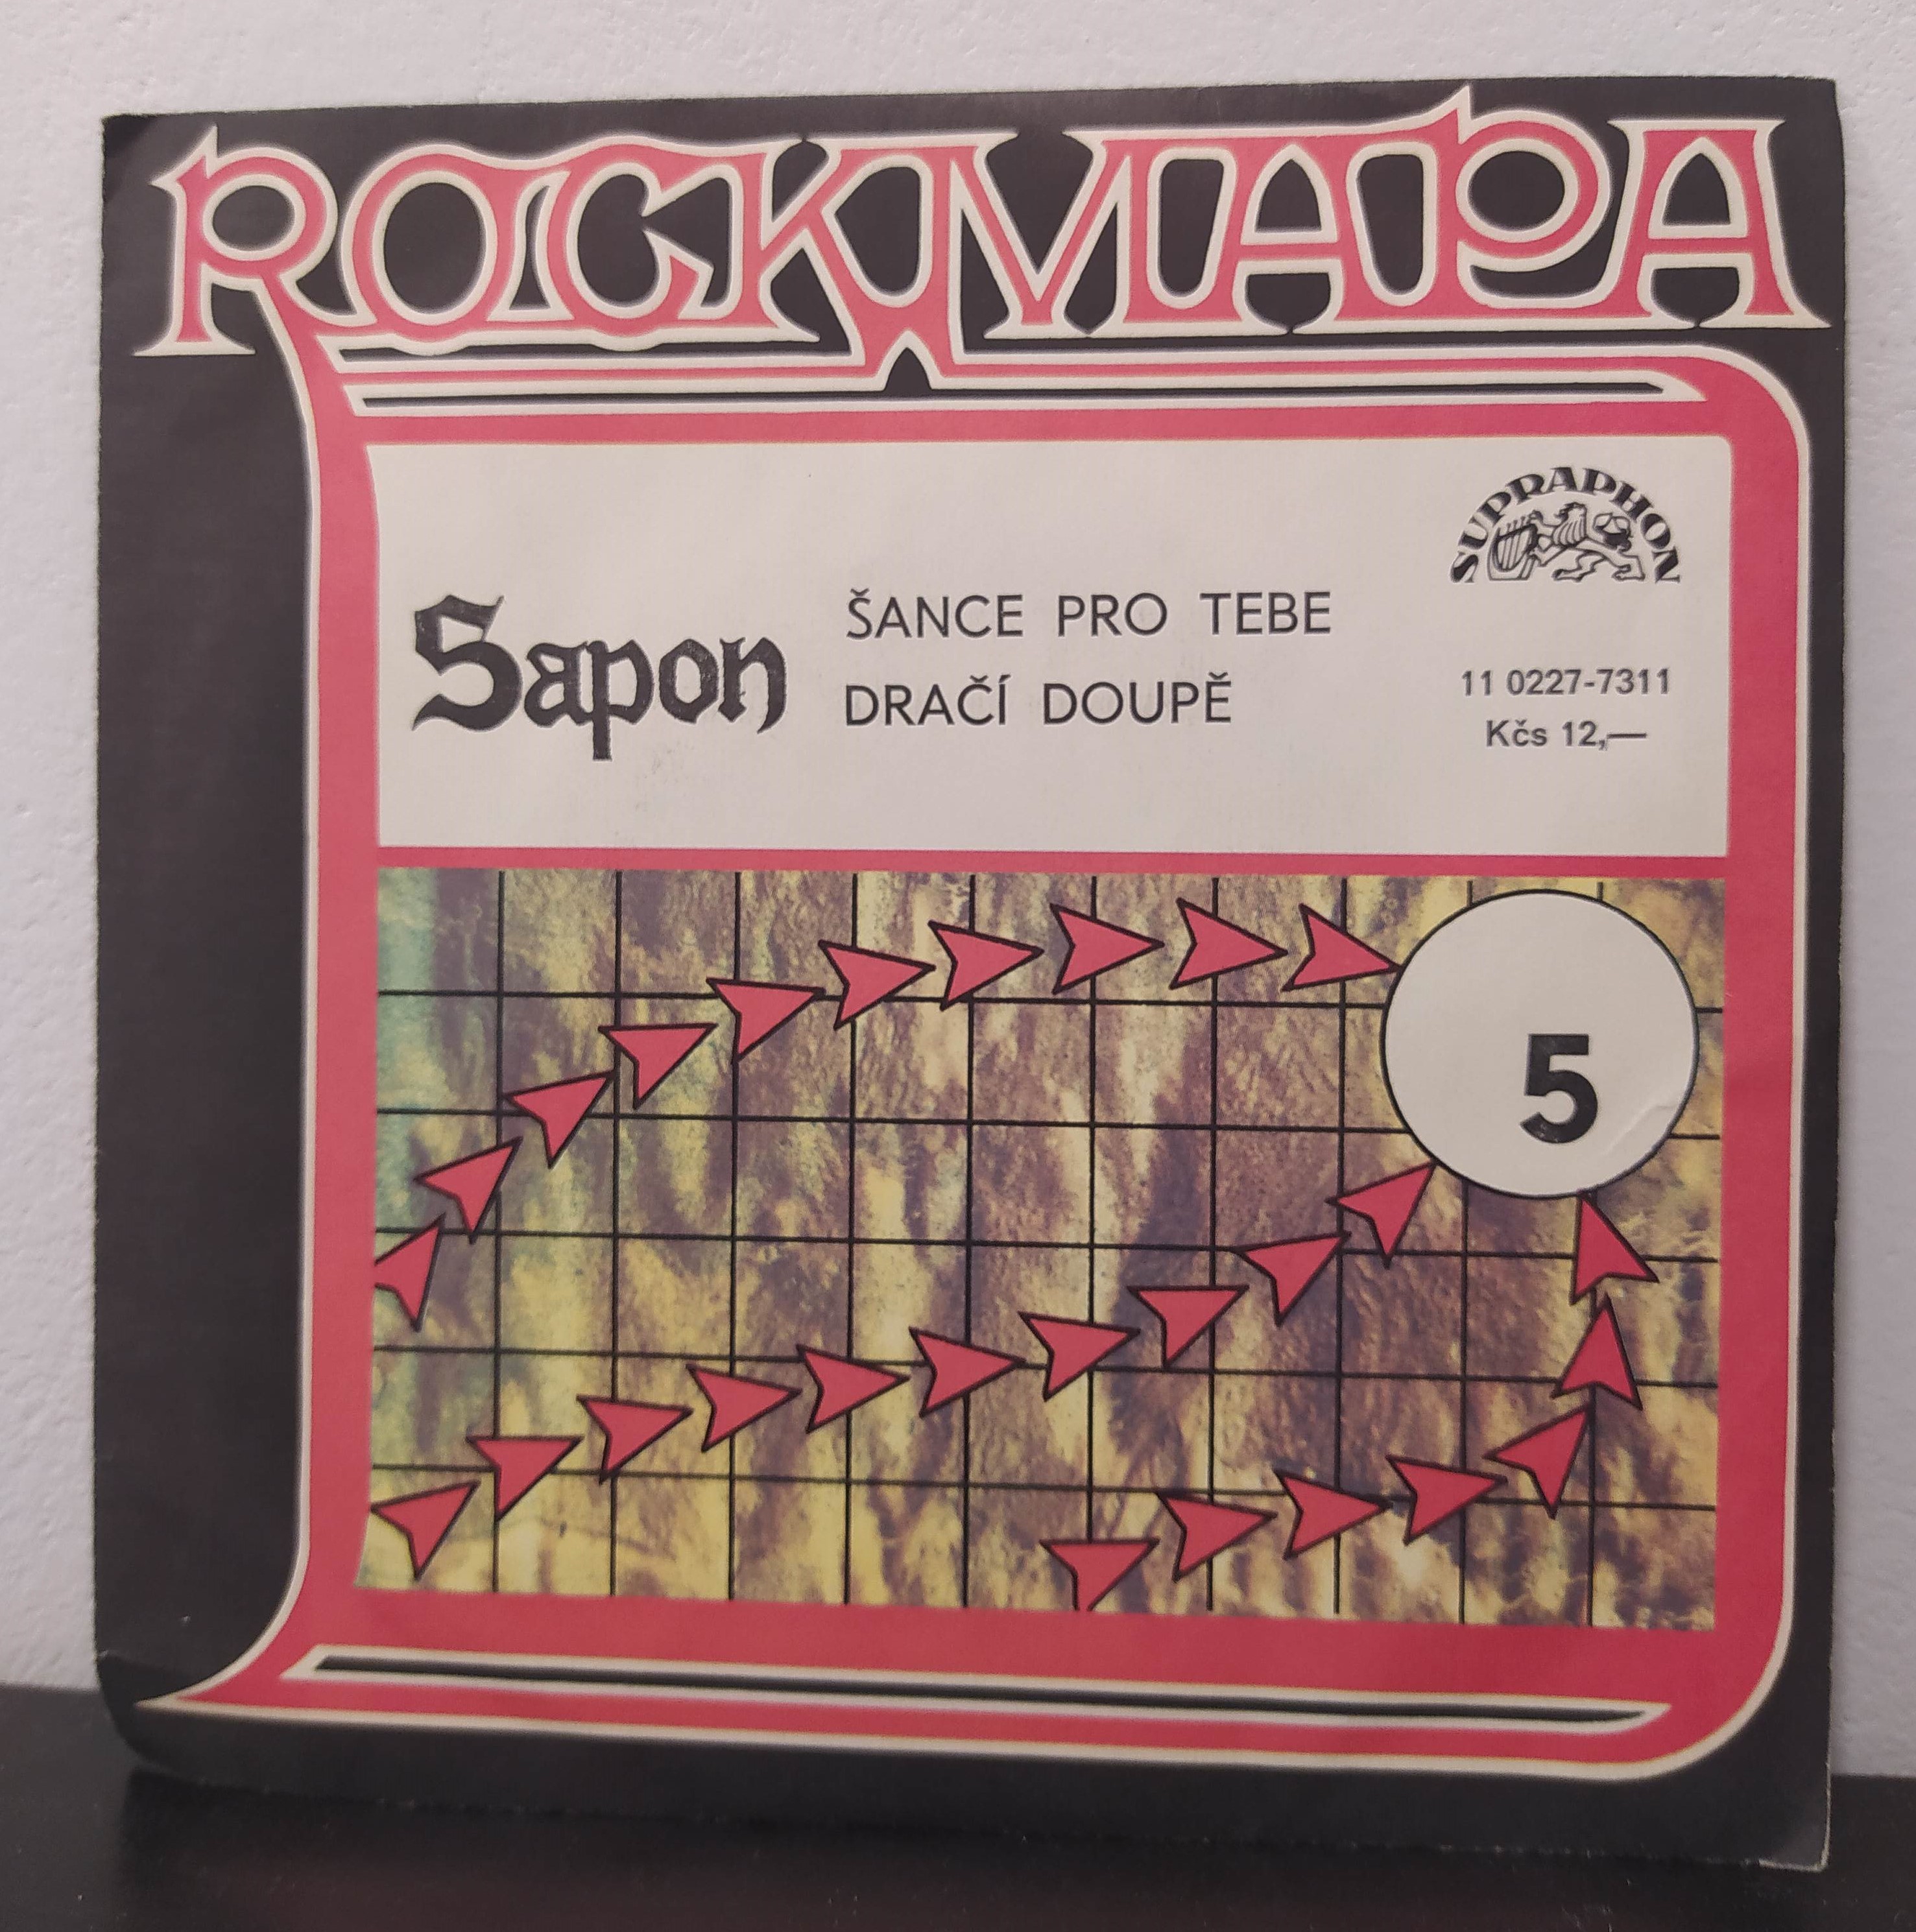 ROCKMAPA
SUPRAPHON
Sapon
ŠANCE PRO TEBE
DRAČÍ DOUPĚ
11 0227-7311
Kčs 12,—
5